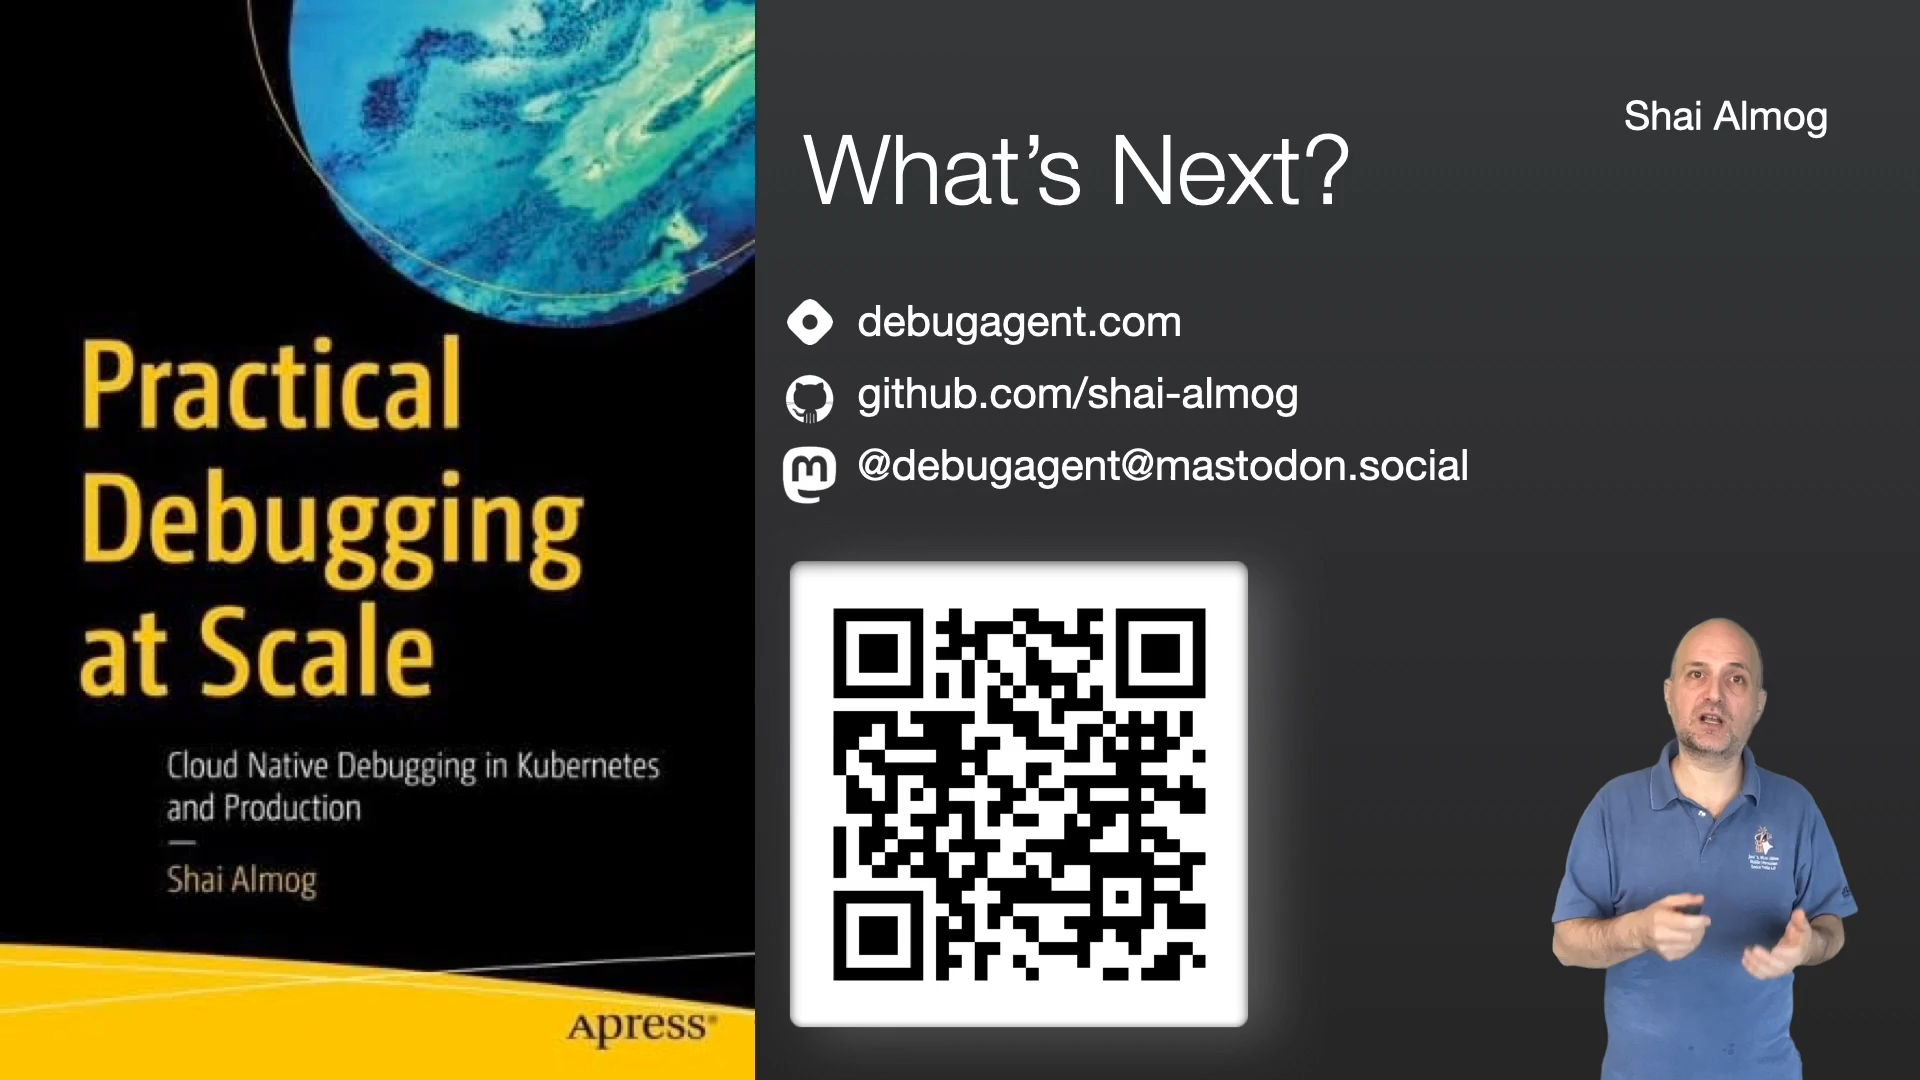 Practical
Debugging
at Scale
Cloud Native Debugging in Kubernetes
and Production
Shai Almog
Apress®
Shai Almog
What's Next?
debugagent.com
github.com/shai-almog
@debugagent@mastodon.social